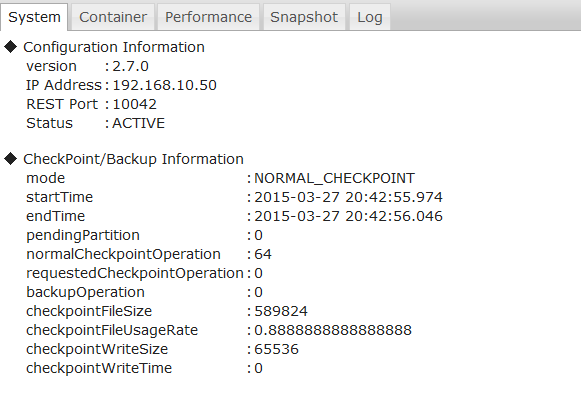 System Container Performance Snapshot Log
◆ Configuration Information
version : 2.7.0
IP Address : 192.168.10.50
REST Port : 10042
Status : ACTIVE
◆ CheckPoint/Backup Information
mode : NORMAL_CHECKPOINT
startTime : 2015-03-27 20:42:55.974
endTime : 2015-03-27 20:42:56.046
pendingPartition : 0
normalCheckpointOperation : 64
requestedCheckpointOperation : 0
backupOperation : 0
checkpointFileSize : 589824
checkpointFileUsageRate : 0.8888888888888888
checkpointWriteSize : 65536
checkpointWriteTime : 0